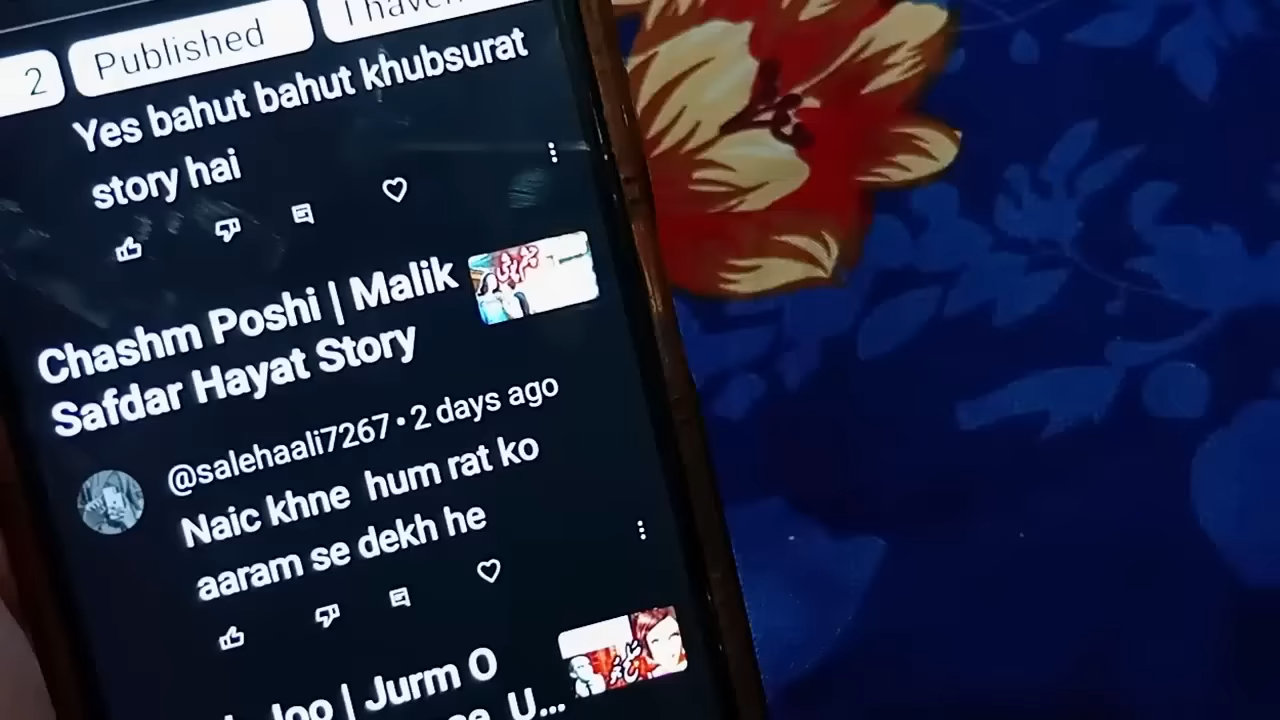 2
Published
I haven
Yes bahut bahut khubsurat
story hai
Chashm Poshi | Malik
Safdar Hayat Story
@salehaali7267 • 2 days ago
Naic khne hum rat ko
aaram se dekh he
| Jurm O
U...